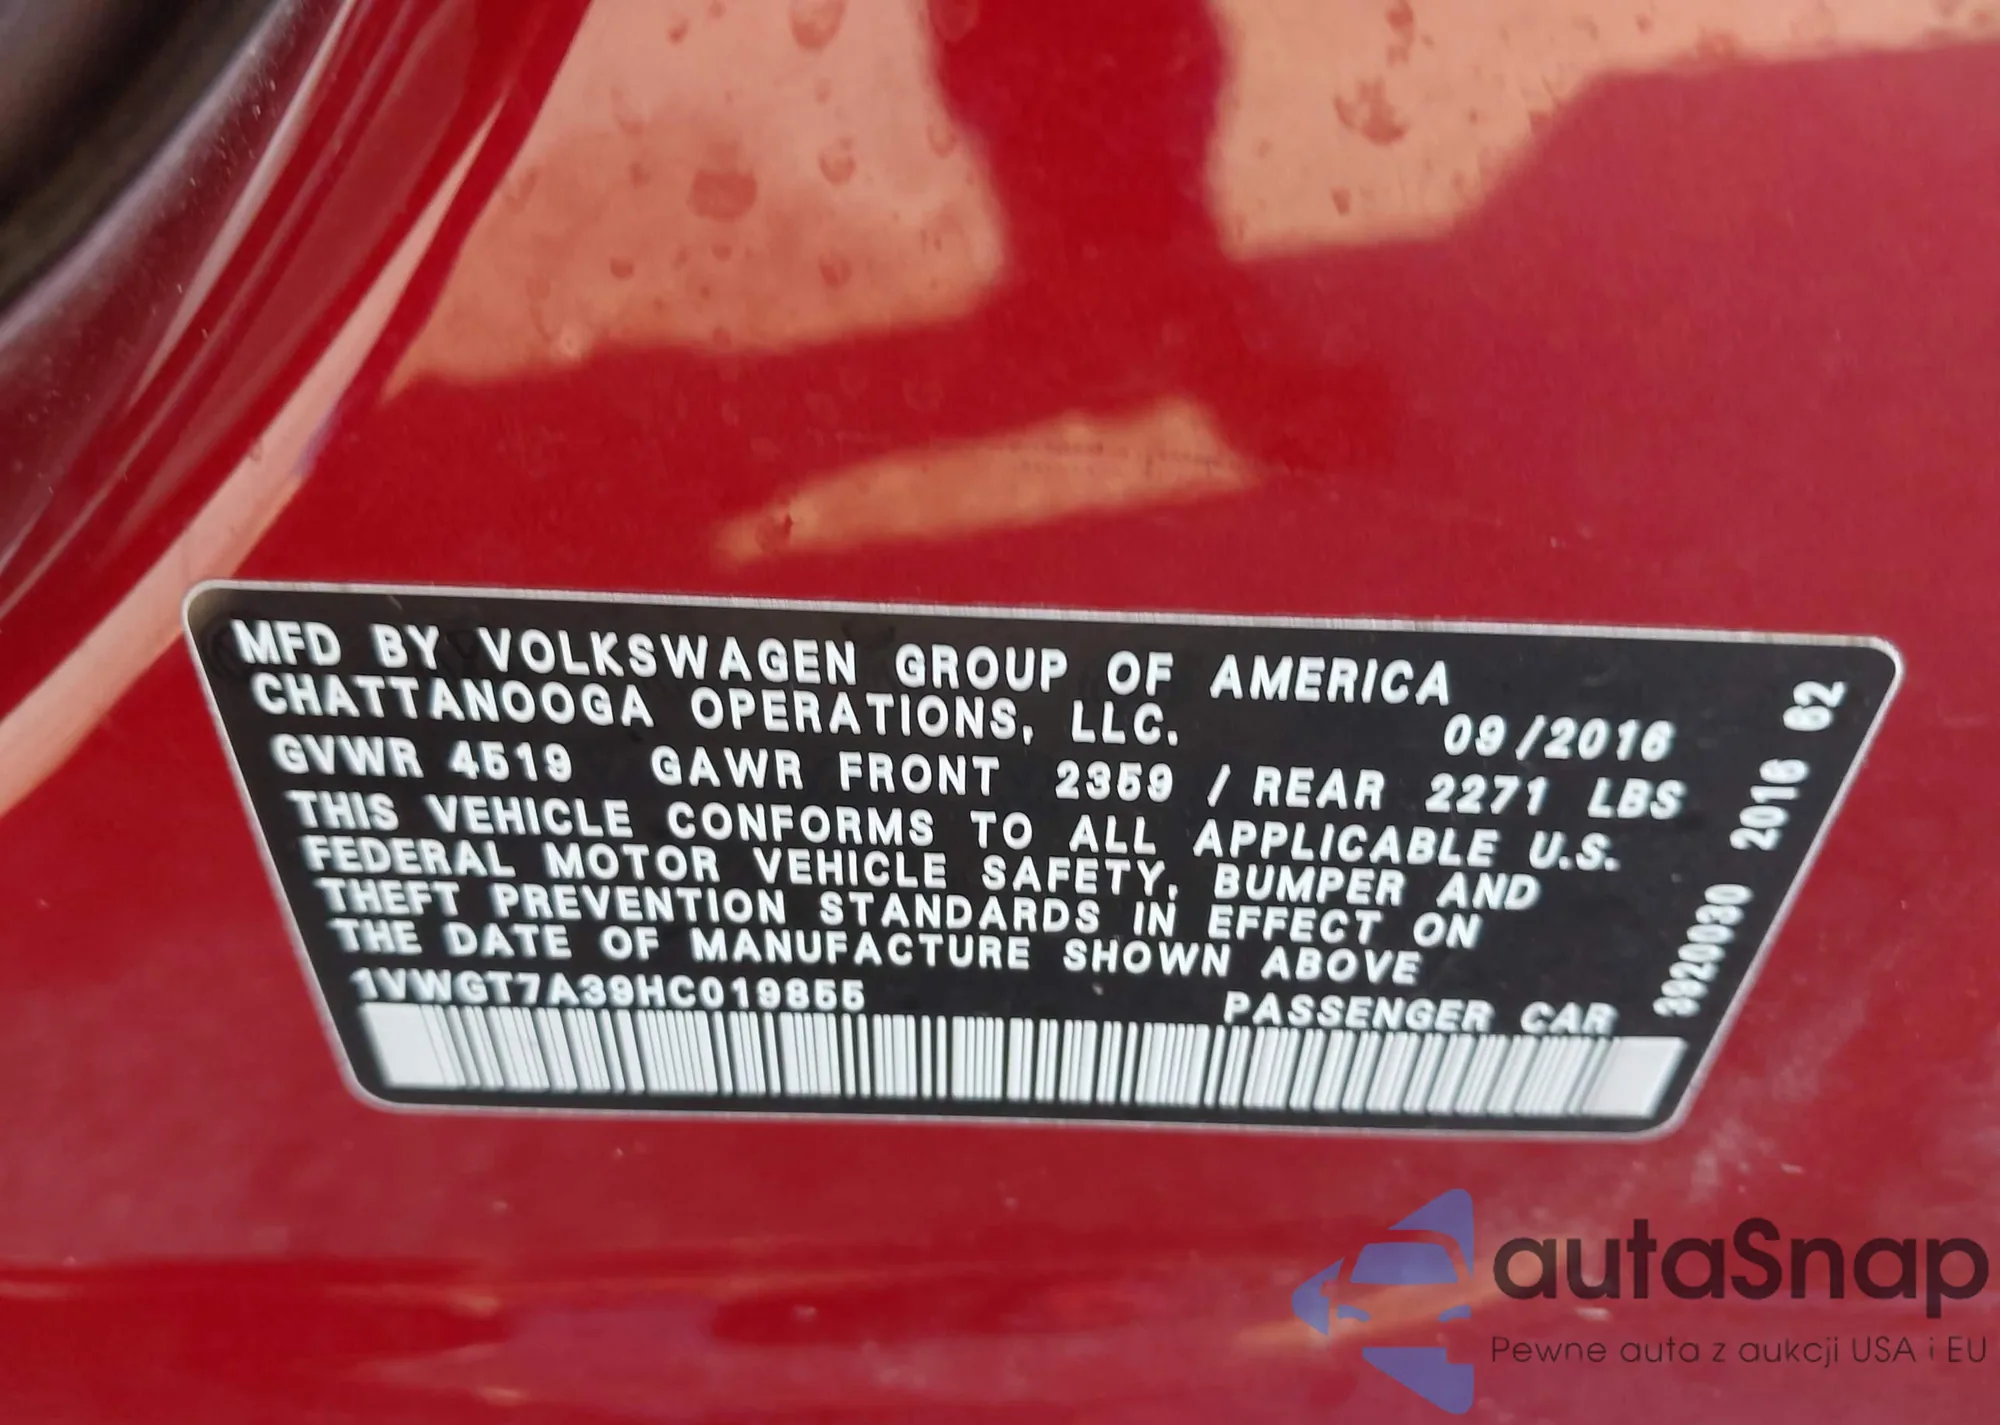 MFD BY VOLKSWAGEN GROUP OF AMERICA
CHATTANOOGA OPERATIONS, LLC. 09/2016
GVWR 4519 GAWR FRONT 2359 / REAR 2271 LBS
THIS VEHICLE CONFORMS TO ALL APPLICABLE U.S.
FEDERAL MOTOR VEHICLE SAFETY, BUMPER AND
THEFT PREVENTION STANDARDS IN EFFECT ON
THE DATE OF MANUFACTURE SHOWN ABOVE
1VWGT7A39HC019855 PASSENGER CAR
3920030 2016 62
autaSnap
Pewne auta z aukcji USA i EU